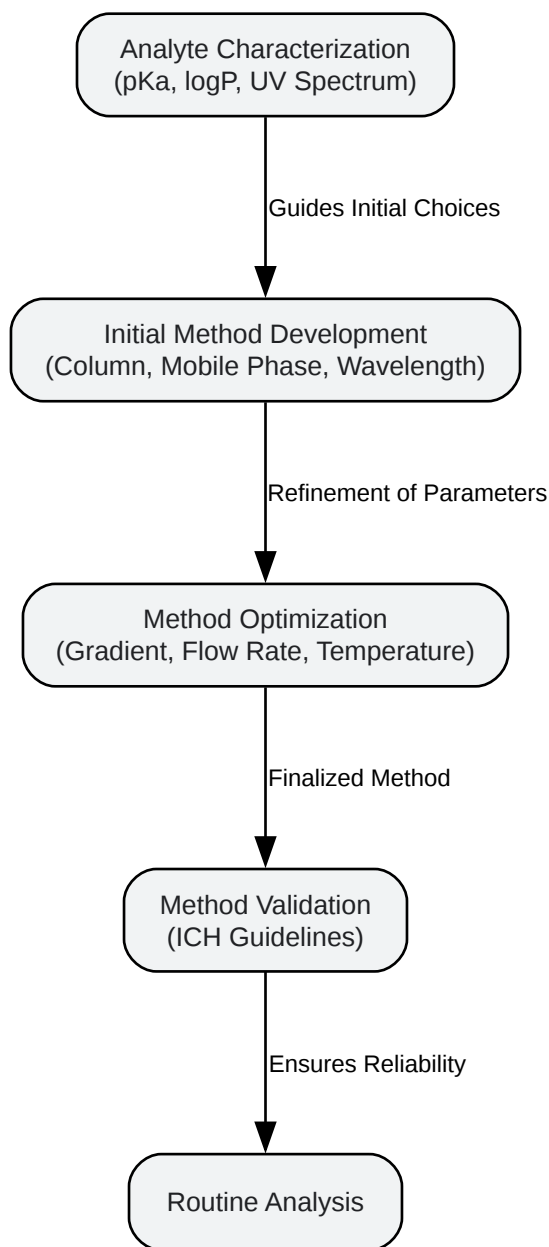 Analyte Characterization
(pKa, logP, UV Spectrum)
Guides Initial Choices
Initial Method Development
(Column, Mobile Phase, Wavelength)
Refinement of Parameters
Method Optimization
(Gradient, Flow Rate, Temperature)
Finalized Method
Method Validation
(ICH Guidelines)
Ensures Reliability
Routine Analysis